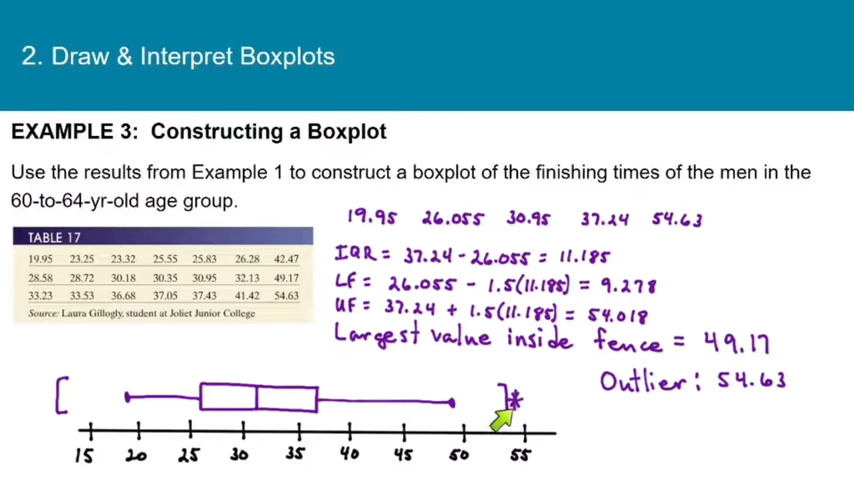 2. Draw & Interpret Boxplots
EXAMPLE 3: Constructing a Boxplot
Use the results from Example 1 to construct a boxplot of the finishing times of the men in the
60-to-64-yr-old age group.
19.95 26.055 30.95 37.24 54.63
TABLE 17
19.95 23.25 23.32 25.55 25.83 26.28 42.47
28.58 28.72 30.18 30.35 30.95 32.13 49.17
33.23 33.53 36.68 37.05 37.43 41.42 54.63
Source: Laura Gillogly, student at Joliet Junior College
IQR = 37.24 - 26.055 = 11.185
LF = 26.055 - 1.5(11.185) = 9.278
UF = 37.24 + 1.5(11.185) = 54.018
Largest value inside fence = 49.17
Outlier: 54.63
[ ]*
15 20 25 30 35 40 45 50 55